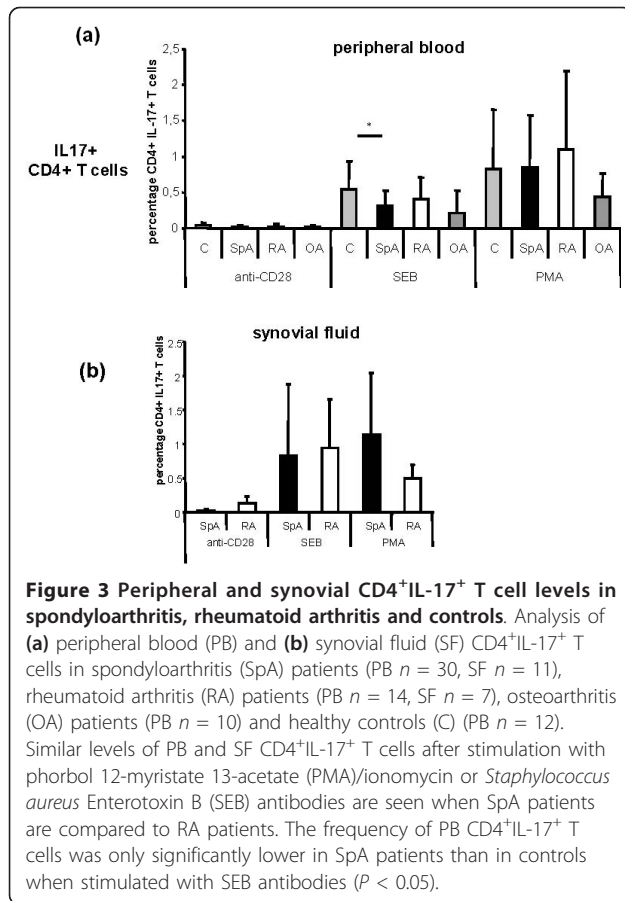 (a)
peripheral blood
IL17+
CD4+ T cells
percentage CD4+ IL-17+ T cells
2,5
2
1,5
1
0,5
0
*
C SpA RA OA C SpA RA OA C SpA RA OA
anti-CD28 SEB PMA
(b)
synovial fluid
percentage CD4+ IL17+ T cells
2.5
2
1.5
1
0.5
0
SpA RA SpA RA SpA RA
anti-CD28 SEB PMA
Figure 3 Peripheral and synovial CD4⁺IL-17⁺ T cell levels in
spondyloarthritis, rheumatoid arthritis and controls. Analysis of
(a) peripheral blood (PB) and (b) synovial fluid (SF) CD4⁺IL-17⁺ T
cells in spondyloarthritis (SpA) patients (PB n = 30, SF n = 11),
rheumatoid arthritis (RA) patients (PB n = 14, SF n = 7), osteoarthritis
(OA) patients (PB n = 10) and healthy controls (C) (PB n = 12).
Similar levels of PB and SF CD4⁺IL-17⁺ T cells after stimulation with
phorbol 12-myristate 13-acetate (PMA)/ionomycin or Staphylococcus
aureus Enterotoxin B (SEB) antibodies are seen when SpA patients
are compared to RA patients. The frequency of PB CD4⁺IL-17⁺ T
cells was only significantly lower in SpA patients than in controls
when stimulated with SEB antibodies (P < 0.05).